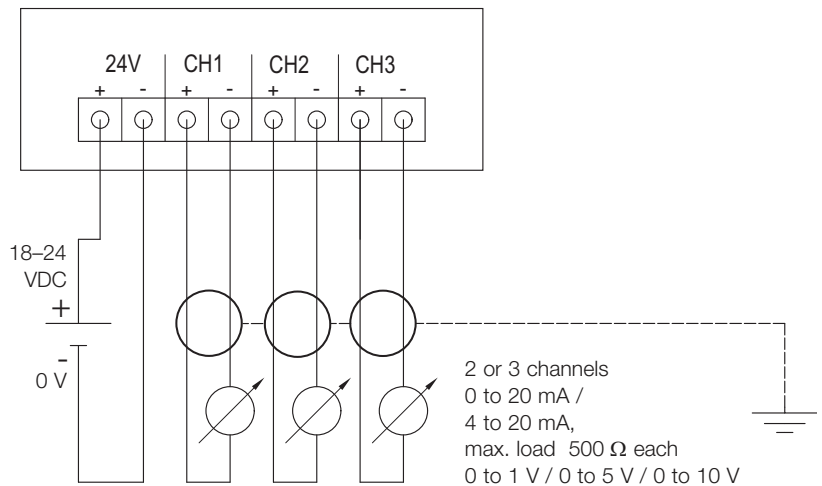 24V CH1 CH2 CH3
+ - + - + - + -
18–24
VDC
+
-
0 V
2 or 3 channels
0 to 20 mA /
4 to 20 mA,
max. load 500 Ω each
0 to 1 V / 0 to 5 V / 0 to 10 V